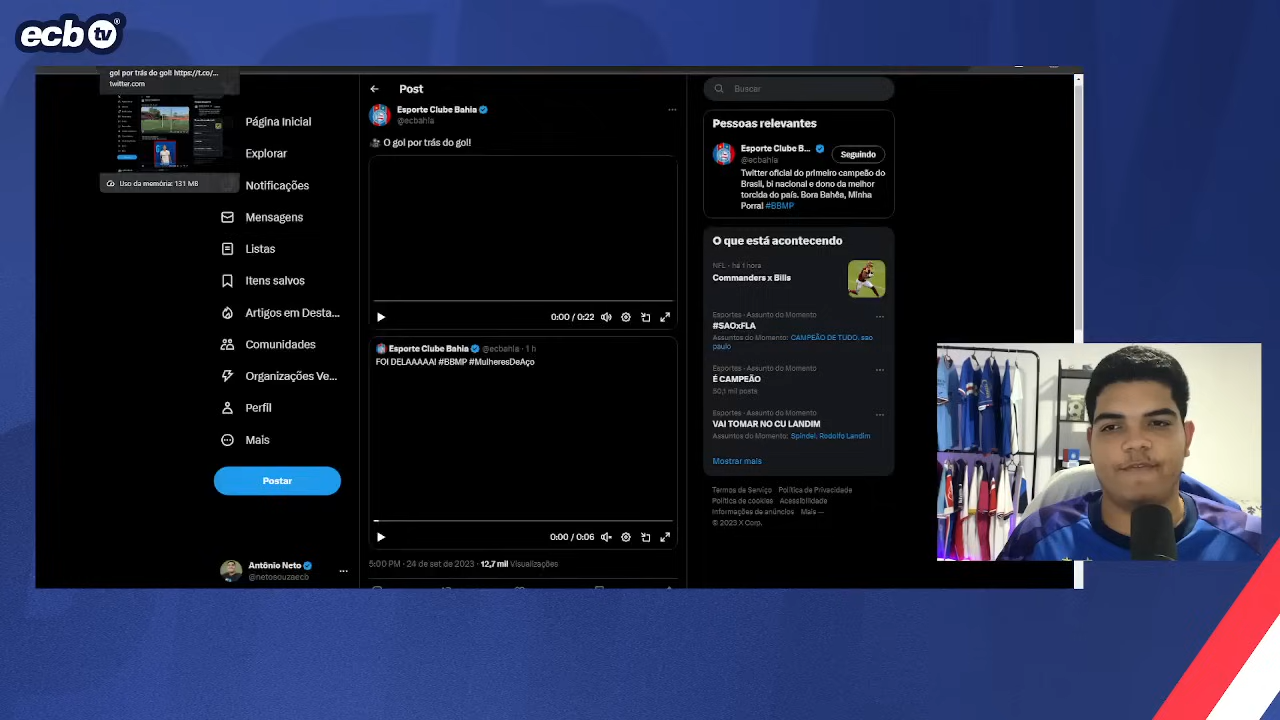 ecb tv
gol por trás do gol! https://t.co/...
twitter.com
Uso da memória: 131 MB
Página Inicial
Explorar
Notificações
Mensagens
Listas
Itens salvos
Artigos em Desta...
Comunidades
Organizações Ve...
Perfil
Mais
Postar
Antônio Neto
@netosouzaecb
Post
Esporte Clube Bahia
@ecbahia
O gol por trás do gol!
0:00 / 0:22
Esporte Clube Bahia @ecbahia · 1 h
FOI DELAAAAA! #BBMP #MulheresDeAço
0:00 / 0:06
5:00 PM · 24 de set de 2023 · 12,7 mil Visualizações
Buscar
Pessoas relevantes
Esporte Clube B...
@ecbahia
Seguindo
Twitter oficial do primeiro campeão do
Brasil, bi nacional e dono da melhor
torcida do país. Bora Bahêa, Minha
Porra! #BBMP
O que está acontecendo
NFL · há 1 hora
Commanders x Bills
Esportes · Assunto do Momento
#SAOxFLA
Assuntos do Momento: CAMPEÃO DE TUDO, sao
paulo
Esportes · Assunto do Momento
É CAMPEÃO
50,1 mil posts
Esportes · Assunto do Momento
VAI TOMAR NO CU LANDIM
Assuntos do Momento: Spindel, Rodolfo Landim
Mostrar mais
Termos de Serviço Política de Privacidade
Política de cookies Acessibilidade
Informações de anúncios Mais ···
© 2023 X Corp.